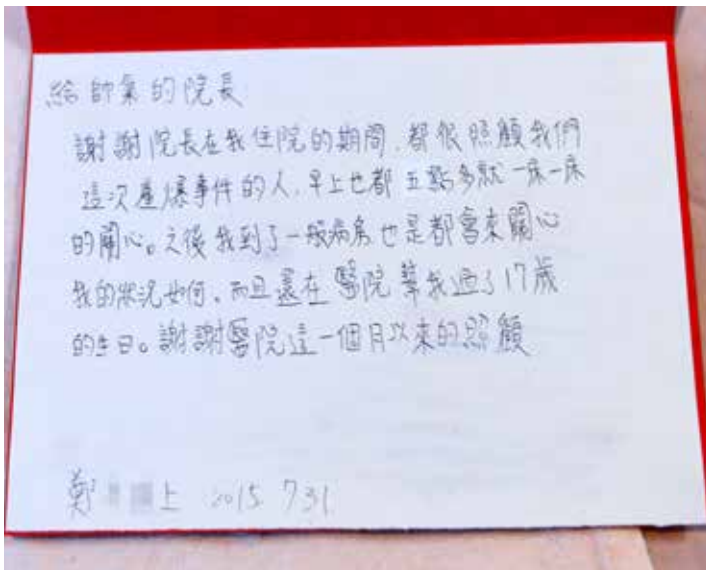 給帥氣的院長
謝謝院長在我住院的期間,都很照顧我們
這次塵爆事件的人,早上也都五點多就一床一床
的關心。之後我到了一般病房也是都會來關心
我的狀況如何。而且還在醫院幫我過了17歲
的生日。謝謝醫院這一個月以來的照顧
鄭 上 2015 731